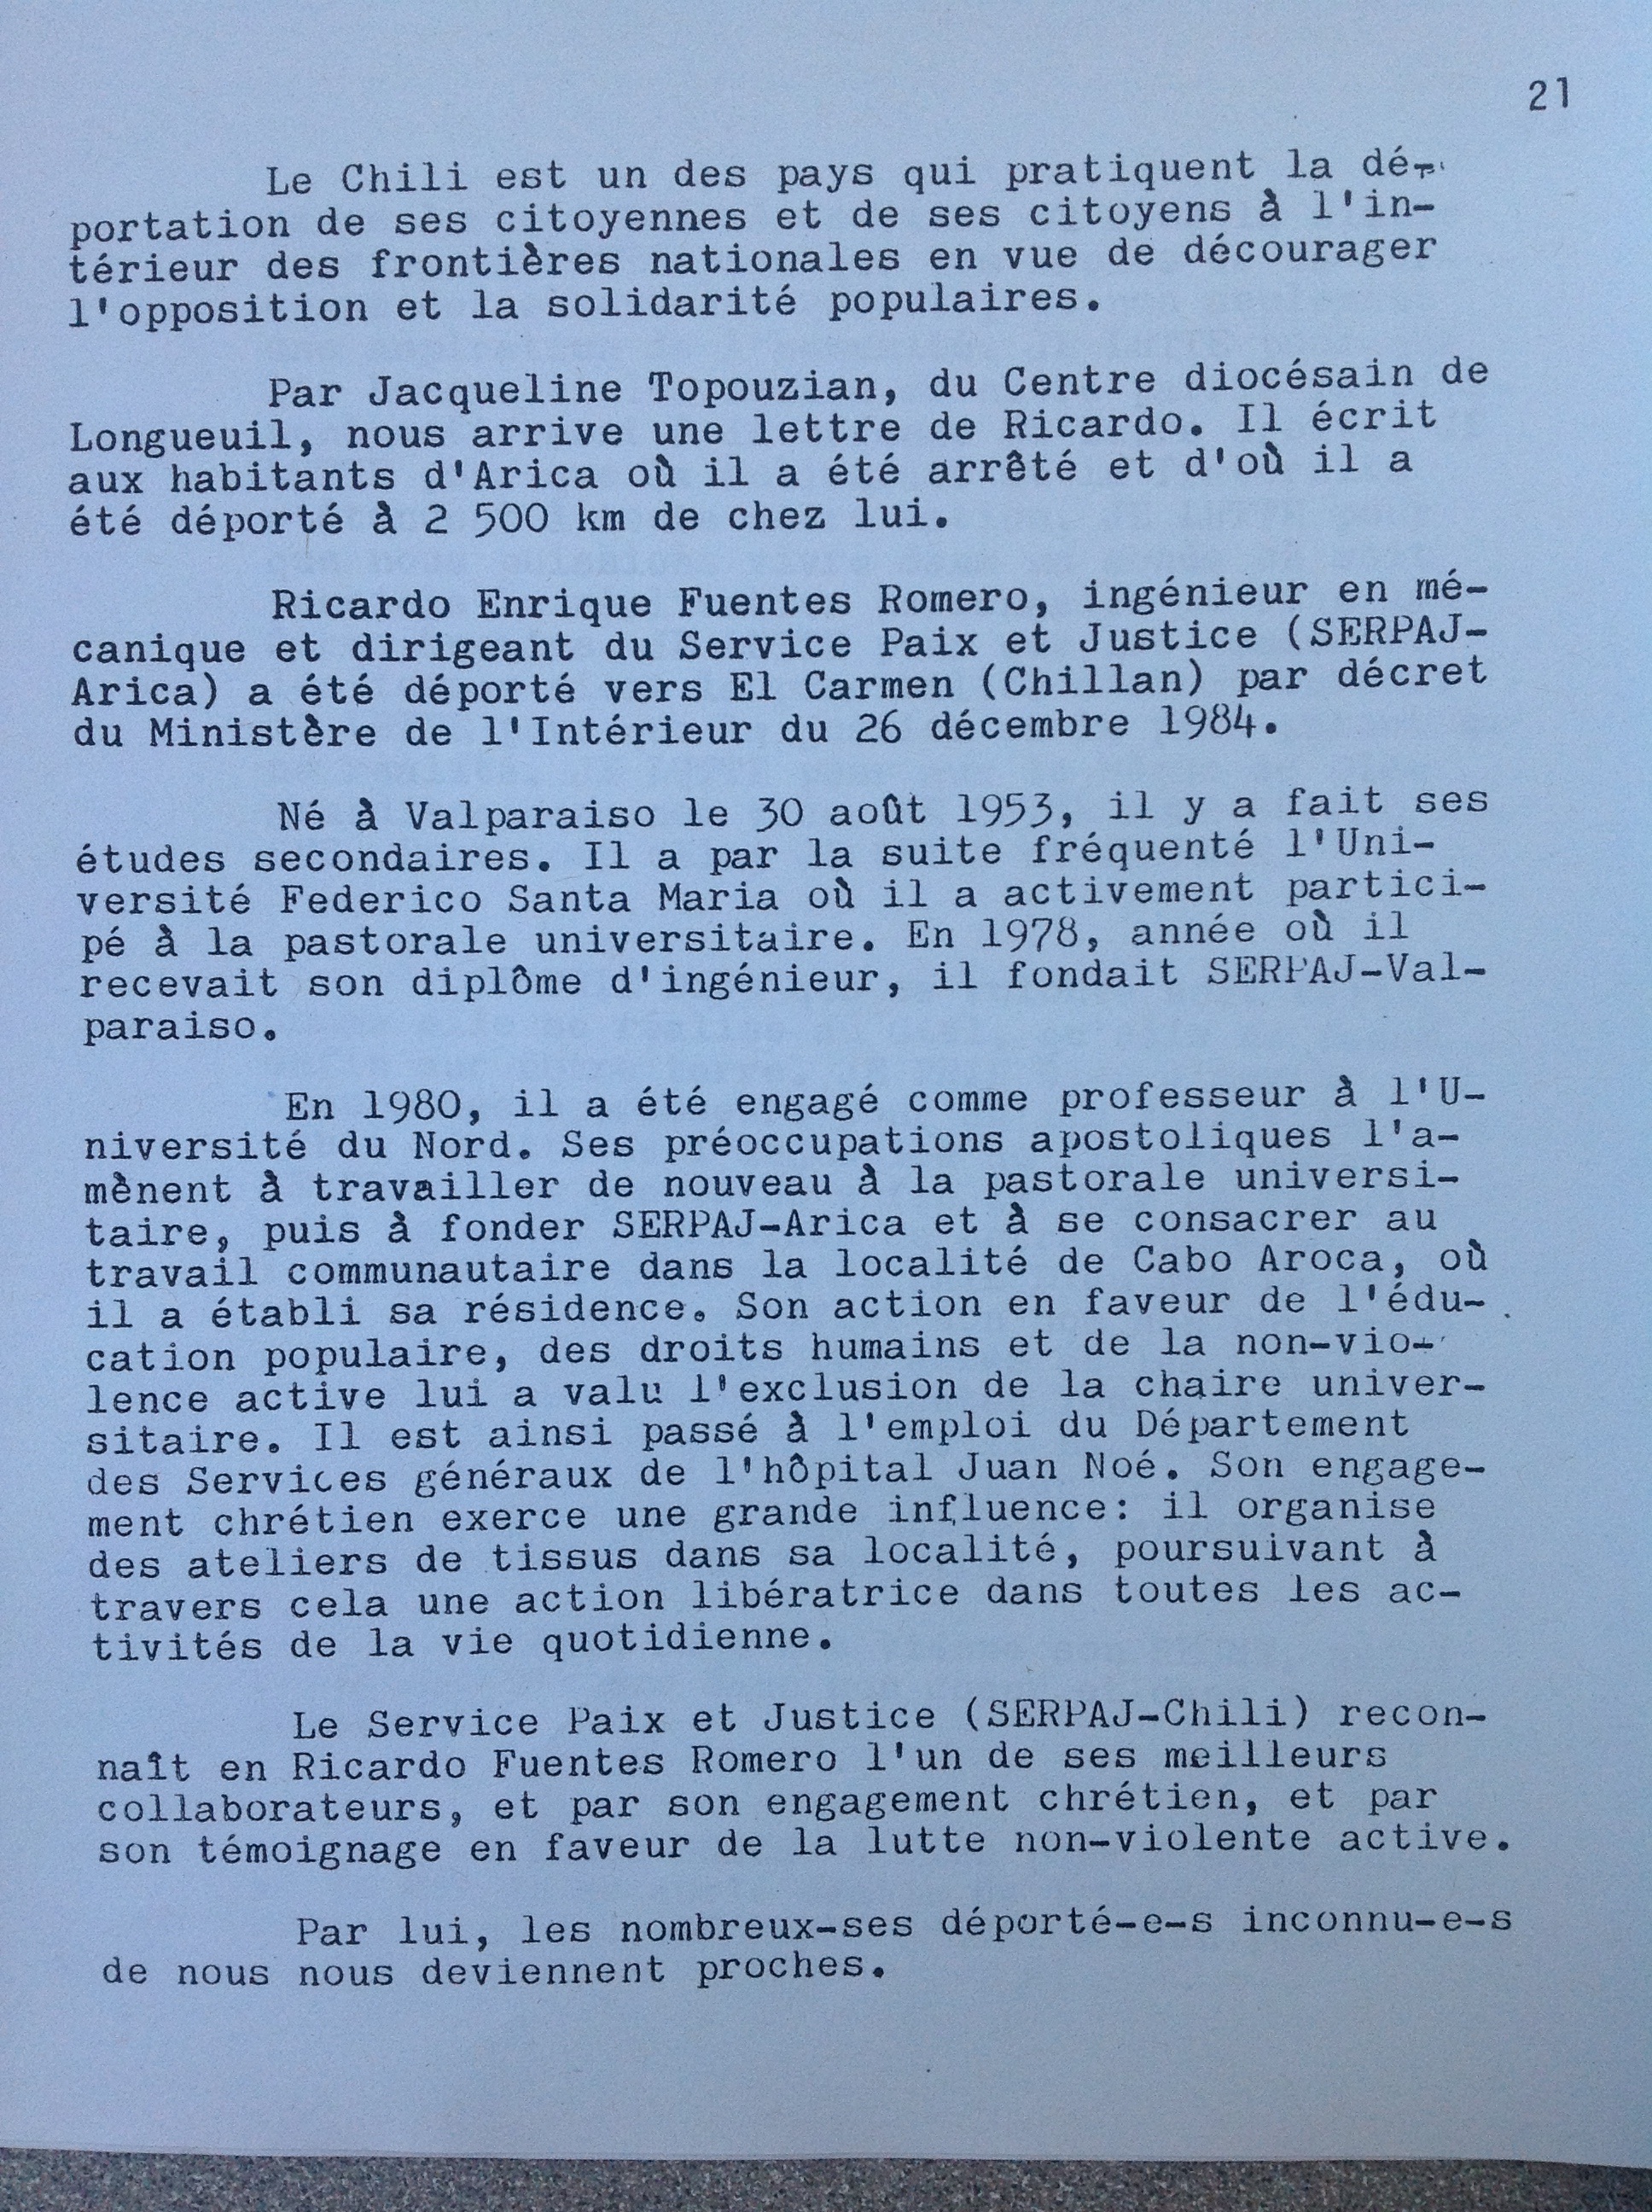 21
Le Chili est un des pays qui pratiquent la dé-
portation de ses citoyennes et de ses citoyens à l'in-
térieur des frontières nationales en vue de décourager
l'opposition et la solidarité populaires.
Par Jacqueline Topouzian, du Centre diocésain de
Longueuil, nous arrive une lettre de Ricardo. Il écrit
aux habitants d'Arica où il a été arrêté et d'où il a
été déporté à 2 500 km de chez lui.
Ricardo Enrique Fuentes Romero, ingénieur en mé-
canique et dirigeant du Service Paix et Justice (SERPAJ-
Arica) a été déporté vers El Carmen (Chillan) par décret
du Ministère de l'Intérieur du 26 décembre 1984.
Né à Valparaiso le 30 août 1953, il y a fait ses
études secondaires. Il a par la suite fréquenté l'Uni-
versité Federico Santa Maria où il a activement partici-
pé à la pastorale universitaire. En 1978, année où il
recevait son diplôme d'ingénieur, il fondait SERPAJ-Val-
paraiso.
En 1980, il a été engagé comme professeur à l'U-
niversité du Nord. Ses préoccupations apostoliques l'a-
mènent à travailler de nouveau à la pastorale universi-
taire, puis à fonder SERPAJ-Arica et à se consacrer au
travail communautaire dans la localité de Cabo Aroca, où
il a établi sa résidence. Son action en faveur de l'édu-
cation populaire, des droits humains et de la non-vio-
lence active lui a valu l'exclusion de la chaire univer-
sitaire. Il est ainsi passé à l'emploi du Département
des Services généraux de l'hôpital Juan Noé. Son engage-
ment chrétien exerce une grande influence: il organise
des ateliers de tissus dans sa localité, poursuivant à
travers cela une action libératrice dans toutes les ac-
tivités de la vie quotidienne.
Le Service Paix et Justice (SERPAJ-Chili) recon-
naît en Ricardo Fuentes Romero l'un de ses meilleurs
collaborateurs, et par son engagement chrétien, et par
son témoignage en faveur de la lutte non-violente active.
Par lui, les nombreux-ses déporté-e-s inconnu-e-s
de nous nous deviennent proches.